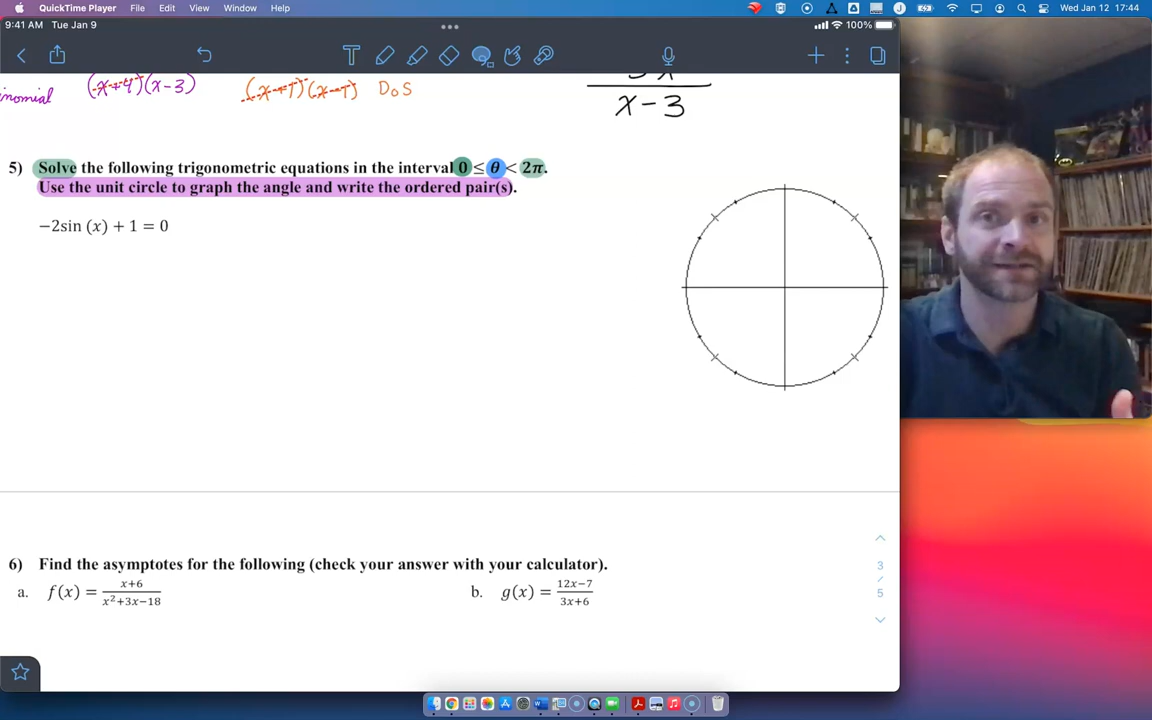 QuickTime Player File Edit View Window Help Wed Jan 12 17:44
9:41 AM Tue Jan 9 100%
(x+4)(x-3)
nomial
DoS
x-3
5) Solve the following trigonometric equations in the interval 0 ≤ θ < 2π.
Use the unit circle to graph the angle and write the ordered pair(s).
−2sin (x) + 1 = 0
6) Find the asymptotes for the following (check your answer with your calculator).
a. f(x) = x+6 / x²+3x−18
b. g(x) = 12x−7 / 3x+6
3
/
5